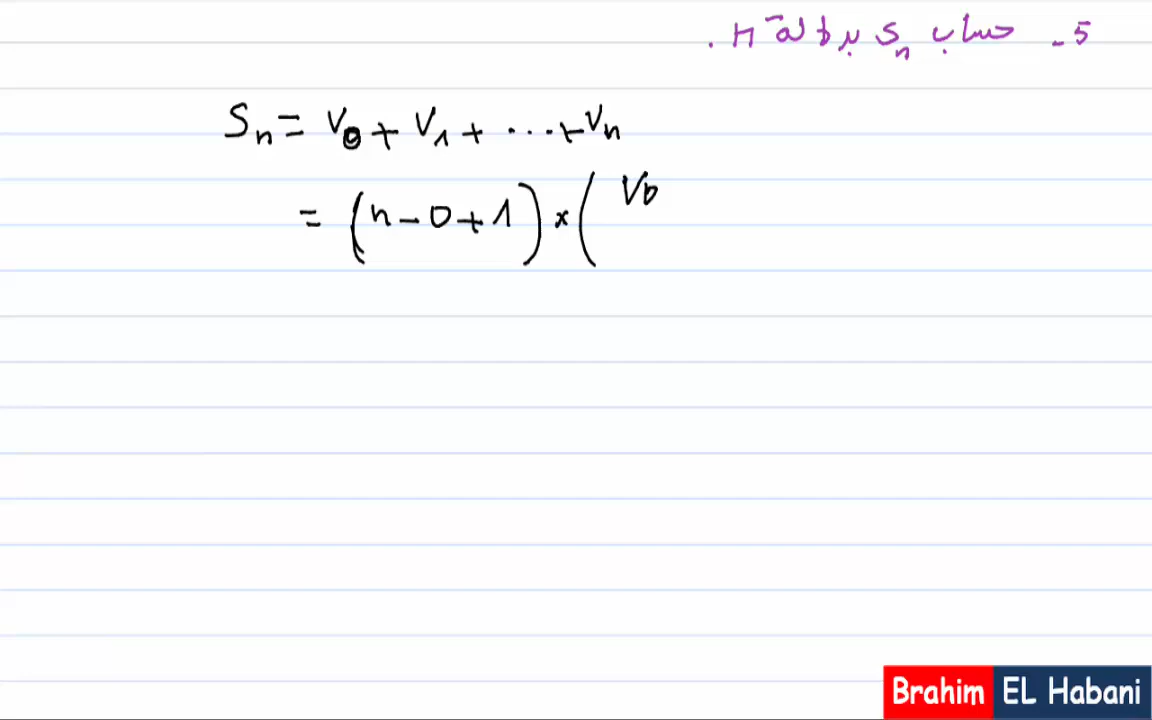 5- حساب Sn بدلالة n .
Sn = V0 + V1 + ... + Vn
= (n - 0 + 1) × ( V0
Brahim EL Habani